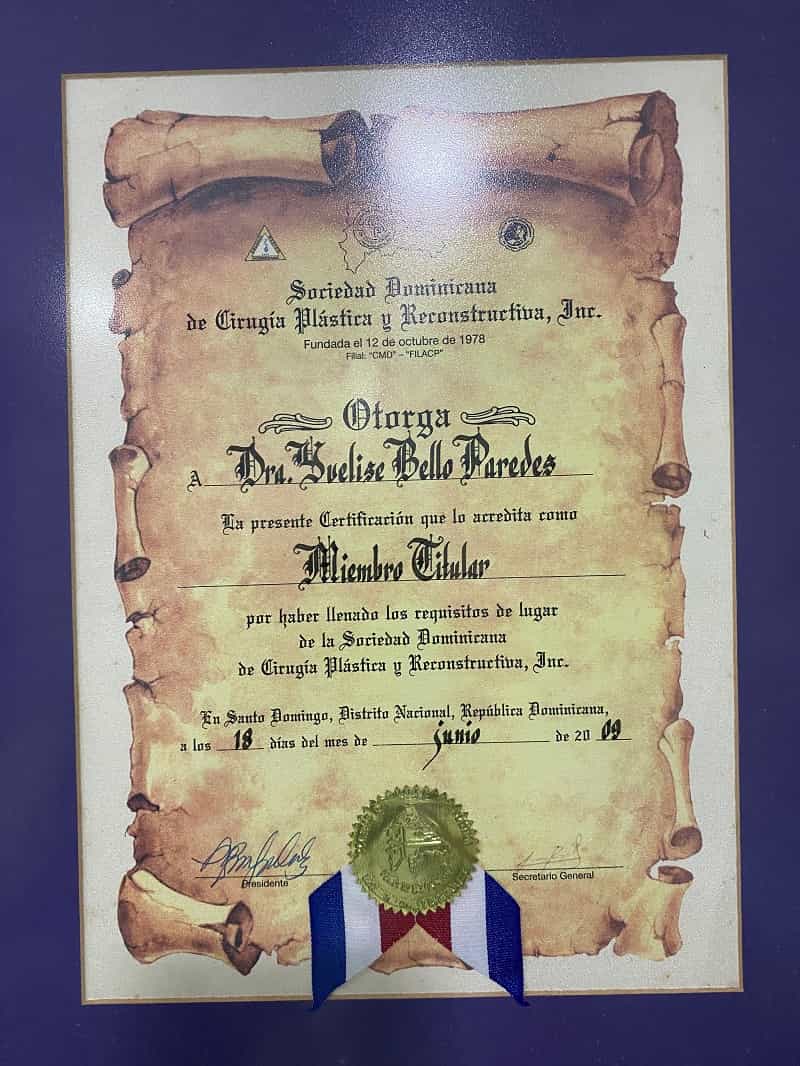 Sociedad Dominicana
de Cirugía Plástica y Reconstructiva, Inc.
Fundada el 12 de octubre de 1978
Filial: "CMD" – "FILACP"
Otorga
A Dra. Yvelise Bello Paredes
La presente Certificación que lo acredita como
Miembro Titular
por haber llenado los requisitos de lugar
de la Sociedad Dominicana
de Cirugía Plástica y Reconstructiva, Inc.
En Santo Domingo, Distrito Nacional, República Dominicana,
a los 18 días del mes de junio de 20 09
Presidente
Secretario General